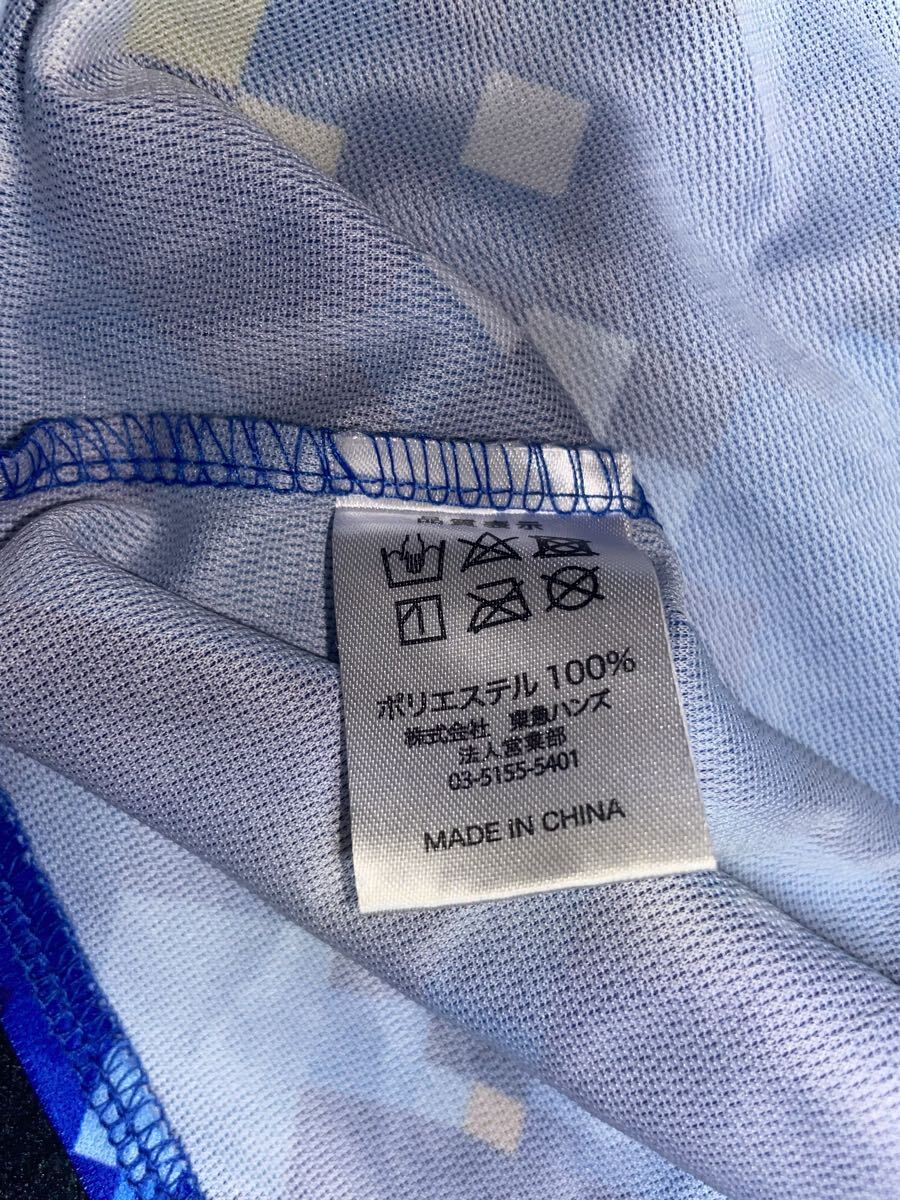 品質表示
ポリエステル 100%
株式会社 東急ハンズ
法人営業部
03-5155-5401
MADE IN CHINA